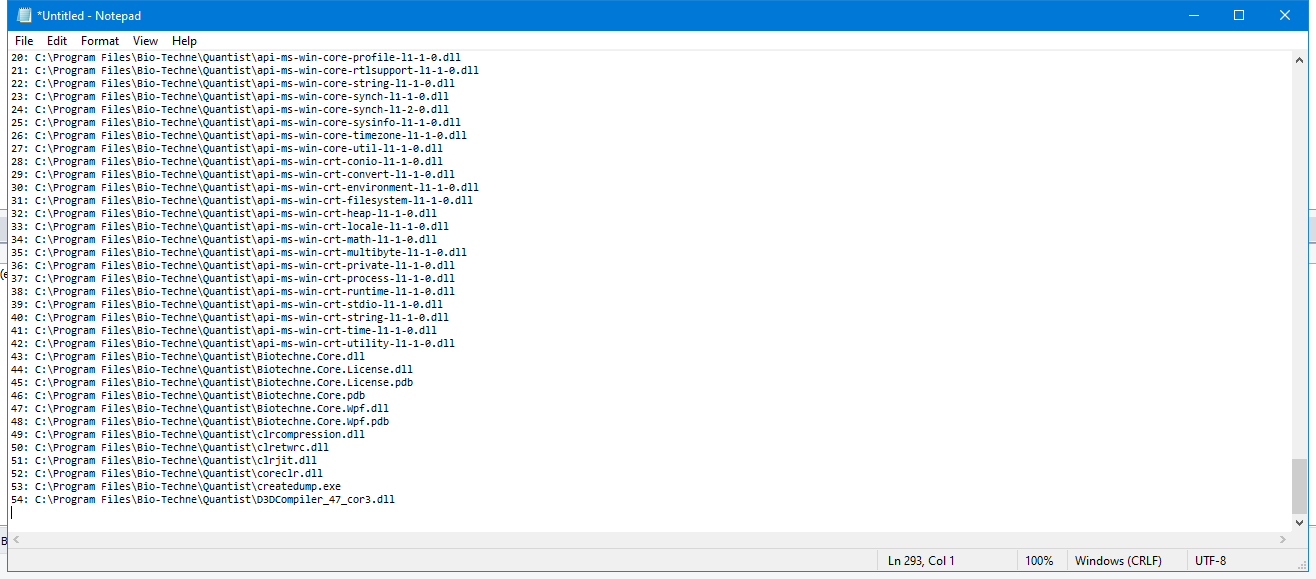 *Untitled - Notepad
File Edit Format View Help
20: C:\Program Files\Bio-Techne\Quantist\api-ms-win-core-profile-l1-1-0.dll
21: C:\Program Files\Bio-Techne\Quantist\api-ms-win-core-rtlsupport-l1-1-0.dll
22: C:\Program Files\Bio-Techne\Quantist\api-ms-win-core-string-l1-1-0.dll
23: C:\Program Files\Bio-Techne\Quantist\api-ms-win-core-synch-l1-1-0.dll
24: C:\Program Files\Bio-Techne\Quantist\api-ms-win-core-synch-l1-2-0.dll
25: C:\Program Files\Bio-Techne\Quantist\api-ms-win-core-sysinfo-l1-1-0.dll
26: C:\Program Files\Bio-Techne\Quantist\api-ms-win-core-timezone-l1-1-0.dll
27: C:\Program Files\Bio-Techne\Quantist\api-ms-win-core-util-l1-1-0.dll
28: C:\Program Files\Bio-Techne\Quantist\api-ms-win-crt-conio-l1-1-0.dll
29: C:\Program Files\Bio-Techne\Quantist\api-ms-win-crt-convert-l1-1-0.dll
30: C:\Program Files\Bio-Techne\Quantist\api-ms-win-crt-environment-l1-1-0.dll
31: C:\Program Files\Bio-Techne\Quantist\api-ms-win-crt-filesystem-l1-1-0.dll
32: C:\Program Files\Bio-Techne\Quantist\api-ms-win-crt-heap-l1-1-0.dll
33: C:\Program Files\Bio-Techne\Quantist\api-ms-win-crt-locale-l1-1-0.dll
34: C:\Program Files\Bio-Techne\Quantist\api-ms-win-crt-math-l1-1-0.dll
35: C:\Program Files\Bio-Techne\Quantist\api-ms-win-crt-multibyte-l1-1-0.dll
36: C:\Program Files\Bio-Techne\Quantist\api-ms-win-crt-private-l1-1-0.dll
37: C:\Program Files\Bio-Techne\Quantist\api-ms-win-crt-process-l1-1-0.dll
38: C:\Program Files\Bio-Techne\Quantist\api-ms-win-crt-runtime-l1-1-0.dll
39: C:\Program Files\Bio-Techne\Quantist\api-ms-win-crt-stdio-l1-1-0.dll
40: C:\Program Files\Bio-Techne\Quantist\api-ms-win-crt-string-l1-1-0.dll
41: C:\Program Files\Bio-Techne\Quantist\api-ms-win-crt-time-l1-1-0.dll
42: C:\Program Files\Bio-Techne\Quantist\api-ms-win-crt-utility-l1-1-0.dll
43: C:\Program Files\Bio-Techne\Quantist\Biotechne.Core.dll
44: C:\Program Files\Bio-Techne\Quantist\Biotechne.Core.License.dll
45: C:\Program Files\Bio-Techne\Quantist\Biotechne.Core.License.pdb
46: C:\Program Files\Bio-Techne\Quantist\Biotechne.Core.pdb
47: C:\Program Files\Bio-Techne\Quantist\Biotechne.Core.Wpf.dll
48: C:\Program Files\Bio-Techne\Quantist\Biotechne.Core.Wpf.pdb
49: C:\Program Files\Bio-Techne\Quantist\clrcompression.dll
50: C:\Program Files\Bio-Techne\Quantist\clretwrc.dll
51: C:\Program Files\Bio-Techne\Quantist\clrjit.dll
52: C:\Program Files\Bio-Techne\Quantist\coreclr.dll
53: C:\Program Files\Bio-Techne\Quantist\createdump.exe
54: C:\Program Files\Bio-Techne\Quantist\D3DCompiler_47_cor3.dll
Ln 293, Col 1 100% Windows (CRLF) UTF-8